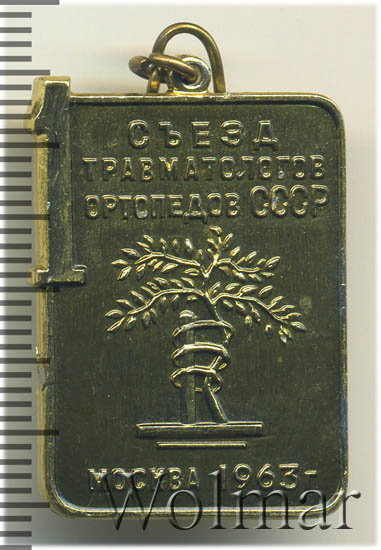 1
СЪЕЗД
ТРАВМАТОЛОГОВ
ОРТОПЕДОВ СССР
МОСКВА 1963 г
Wolmar